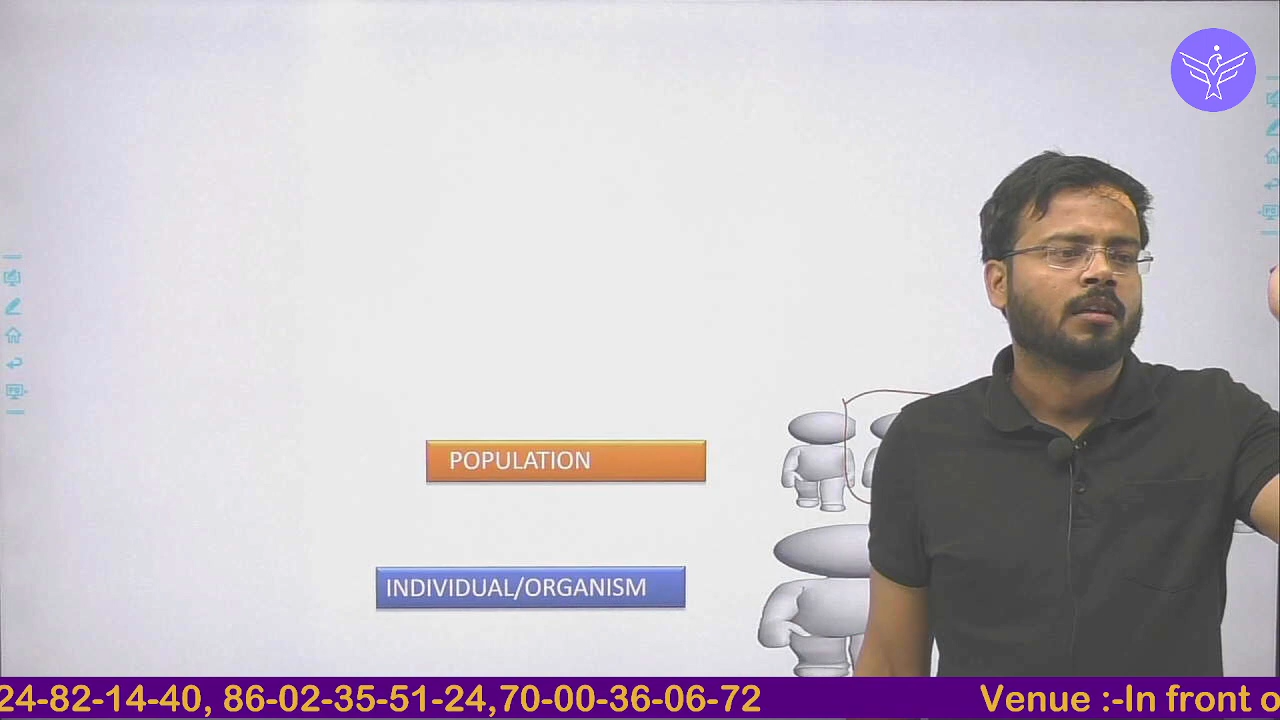 POPULATION
INDIVIDUAL/ORGANISM
24-82-14-40, 86-02-35-51-24,70-00-36-06-72 Venue :-In front o